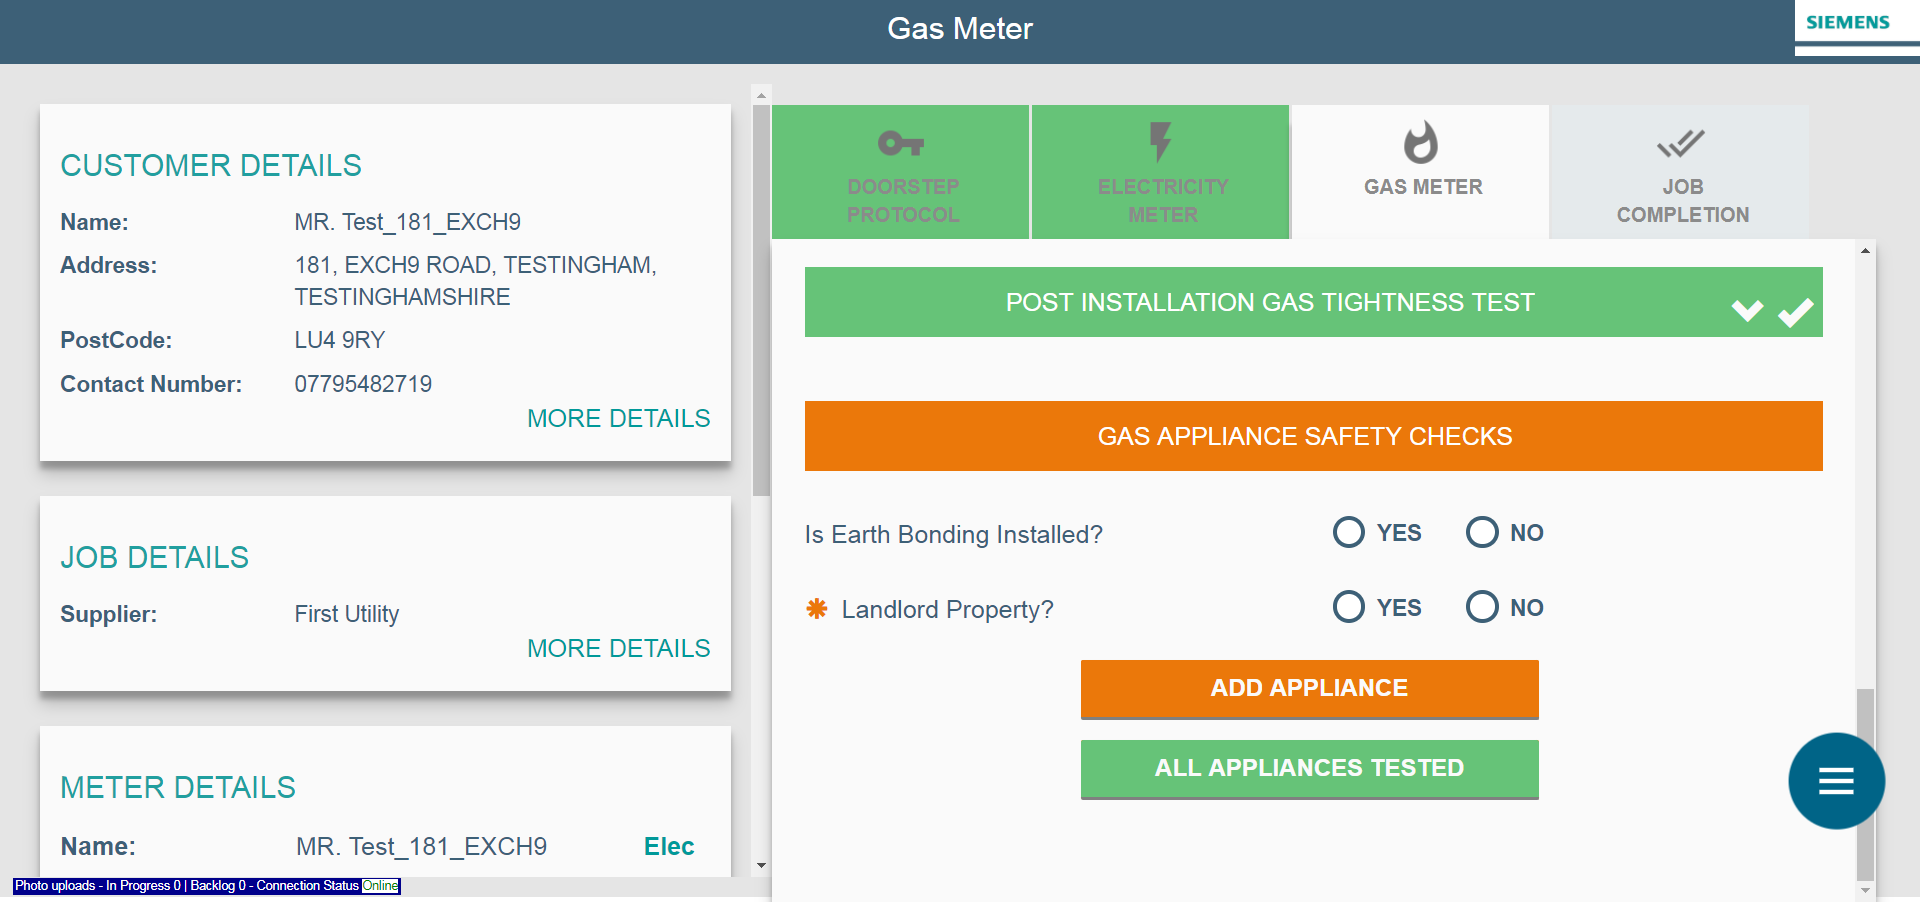 Gas Meter
SIEMENS
CUSTOMER DETAILS
Name: MR. Test_181_EXCH9
Address: 181, EXCH9 ROAD, TESTINGHAM,
TESTINGHAMSHIRE
PostCode: LU4 9RY
Contact Number: 07795482719
MORE DETAILS
JOB DETAILS
Supplier: First Utility
MORE DETAILS
METER DETAILS
Name: MR. Test_181_EXCH9 Elec
Photo uploads - In Progress 0 | Backlog 0 - Connection Status Online
DOORSTEP
PROTOCOL
ELECTRICITY
METER
GAS METER
JOB
COMPLETION
POST INSTALLATION GAS TIGHTNESS TEST
GAS APPLIANCE SAFETY CHECKS
Is Earth Bonding Installed? YES NO
✱ Landlord Property? YES NO
ADD APPLIANCE
ALL APPLIANCES TESTED